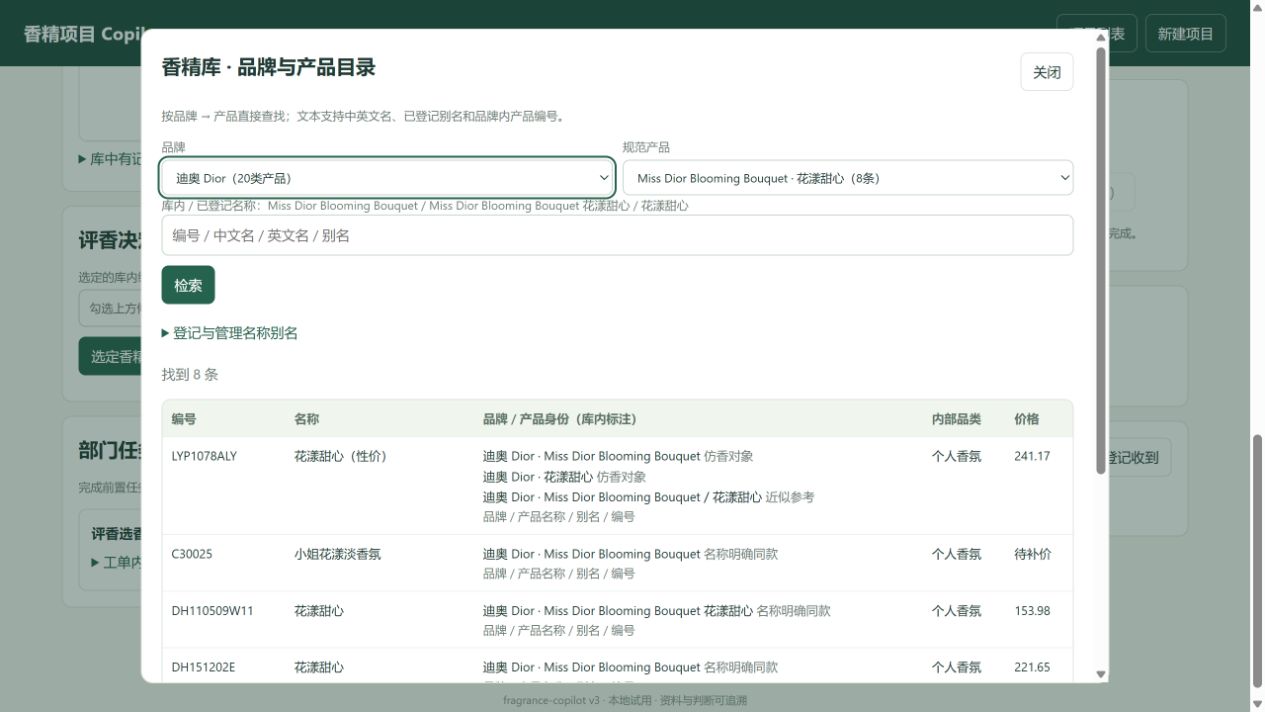 香精项目 Copil
列表
新建项目
香精库 · 品牌与产品目录
关闭
按品牌 → 产品直接查找；文本支持中英文名、已登记别名和品牌内产品编号。
品牌
规范产品
迪奥 Dior（20类产品）
Miss Dior Blooming Bouquet · 花漾甜心（8条）
库内 / 已登记名称：Miss Dior Blooming Bouquet / Miss Dior Blooming Bouquet 花漾甜心 / 花漾甜心
编号 / 中文名 / 英文名 / 别名
检索
▶ 登记与管理名称别名
找到 8 条
编号 名称 品牌 / 产品身份（库内标注） 内部品类 价格
LYP1078ALY 花漾甜心（性价） 迪奥 Dior · Miss Dior Blooming Bouquet 仿香对象 个人香氛 241.17
迪奥 Dior · 花漾甜心 仿香对象
迪奥 Dior · Miss Dior Blooming Bouquet / 花漾甜心 近似参考
品牌 / 产品名称 / 别名 / 编号
C30025 小姐花漾淡香氛 迪奥 Dior · Miss Dior Blooming Bouquet 名称明确同款 个人香氛 待补价
品牌 / 产品名称 / 别名 / 编号
DH110509W11 花漾甜心 迪奥 Dior · Miss Dior Blooming Bouquet 花漾甜心 名称明确同款 个人香氛 153.98
品牌 / 产品名称 / 别名 / 编号
DH151202E 花漾甜心 迪奥 Dior · Miss Dior Blooming Bouquet 名称明确同款 个人香氛 221.65
▶ 库中有记
评香决
选定的库内
勾选上方
选定香精
部门任
完成前置任
评香选香
▶ 工单内
）
完成。
登记收到
fragrance-copilot v3 · 本地试用 · 资料与判断可追溯